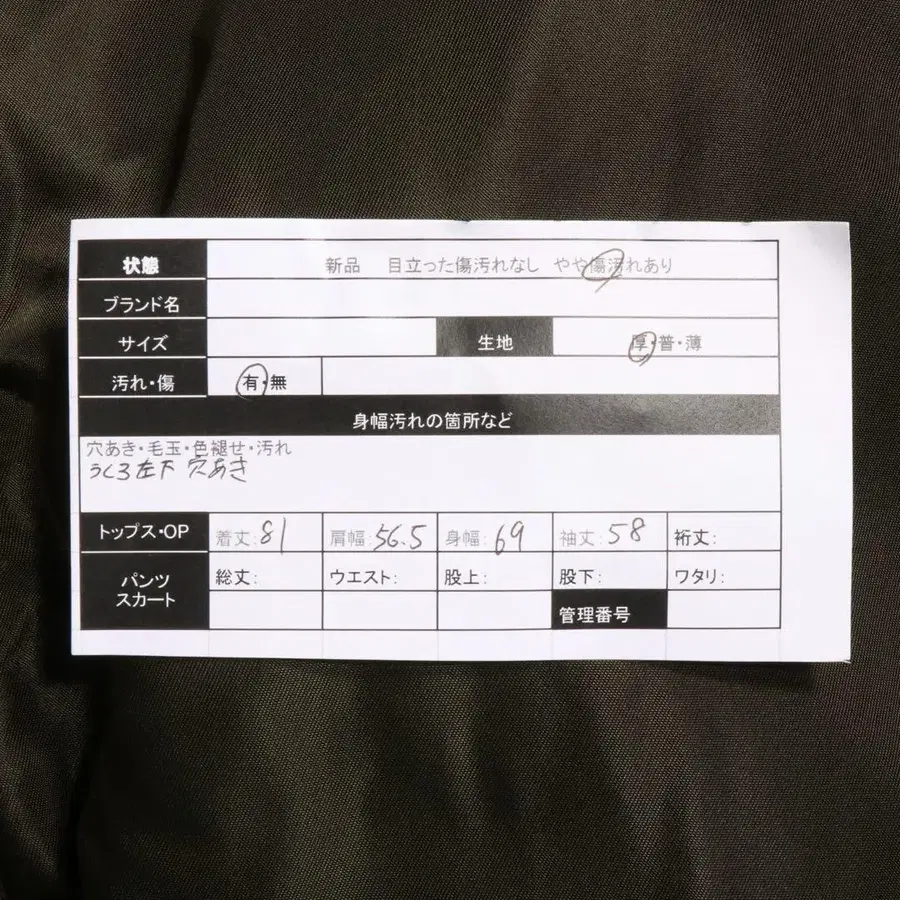 状態 新品 目立った傷汚れなし やや傷汚れあり
ブランド名
サイズ 生地 厚・普・薄
汚れ・傷 有・無
身幅汚れの箇所など
穴あき・毛玉・色褪せ・汚れ
うしろ左下 穴あき
トップス・OP 着丈:81 肩幅:56.5 身幅:69 袖丈:58 裄丈:
パンツ 総丈: ウエスト: 股上: 股下: ワタリ:
スカート
管理番号